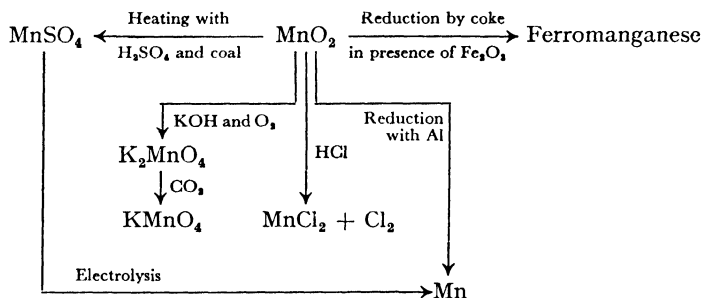 Heating with
Reduction by coke
MnSO₄
MnO₂
Ferromanganese
H₂SO₄ and coal
in presence of Fe₂O₃
KOH and O₂
Reduction
with Al
K₂MnO₄
HCl
CO₂
KMnO₄
MnCl₂ + Cl₂
Electrolysis
Mn